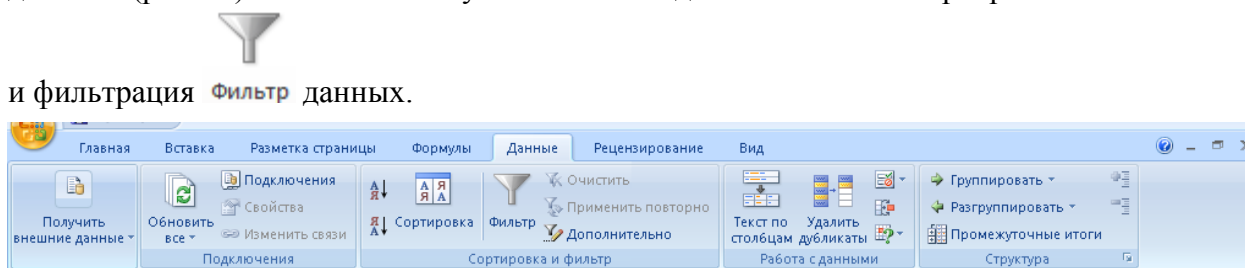 и фильтрация Фильтр данных.
Главная Вставка Разметка страницы Формулы Данные Рецензирование Вид
Получить внешние данные
Обновить все
Подключения
Свойства
Изменить связи
Подключения
А Я
Я А
А Я
Я А
Сортировка
Фильтр
Очистить
Применить повторно
Дополнительно
Сортировка и фильтр
Текст по столбцам
Удалить дубликаты
Работа с данными
Группировать
Разгруппировать
Промежуточные итоги
Структура